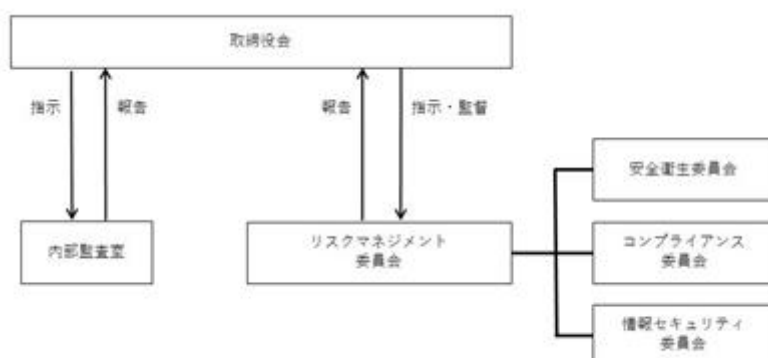 取締役会
指示
報告
報告
指示・監督
安全衛生委員会
内部監査室
リスクマネジメント
委員会
コンプライアンス
委員会
情報セキュリティ
委員会